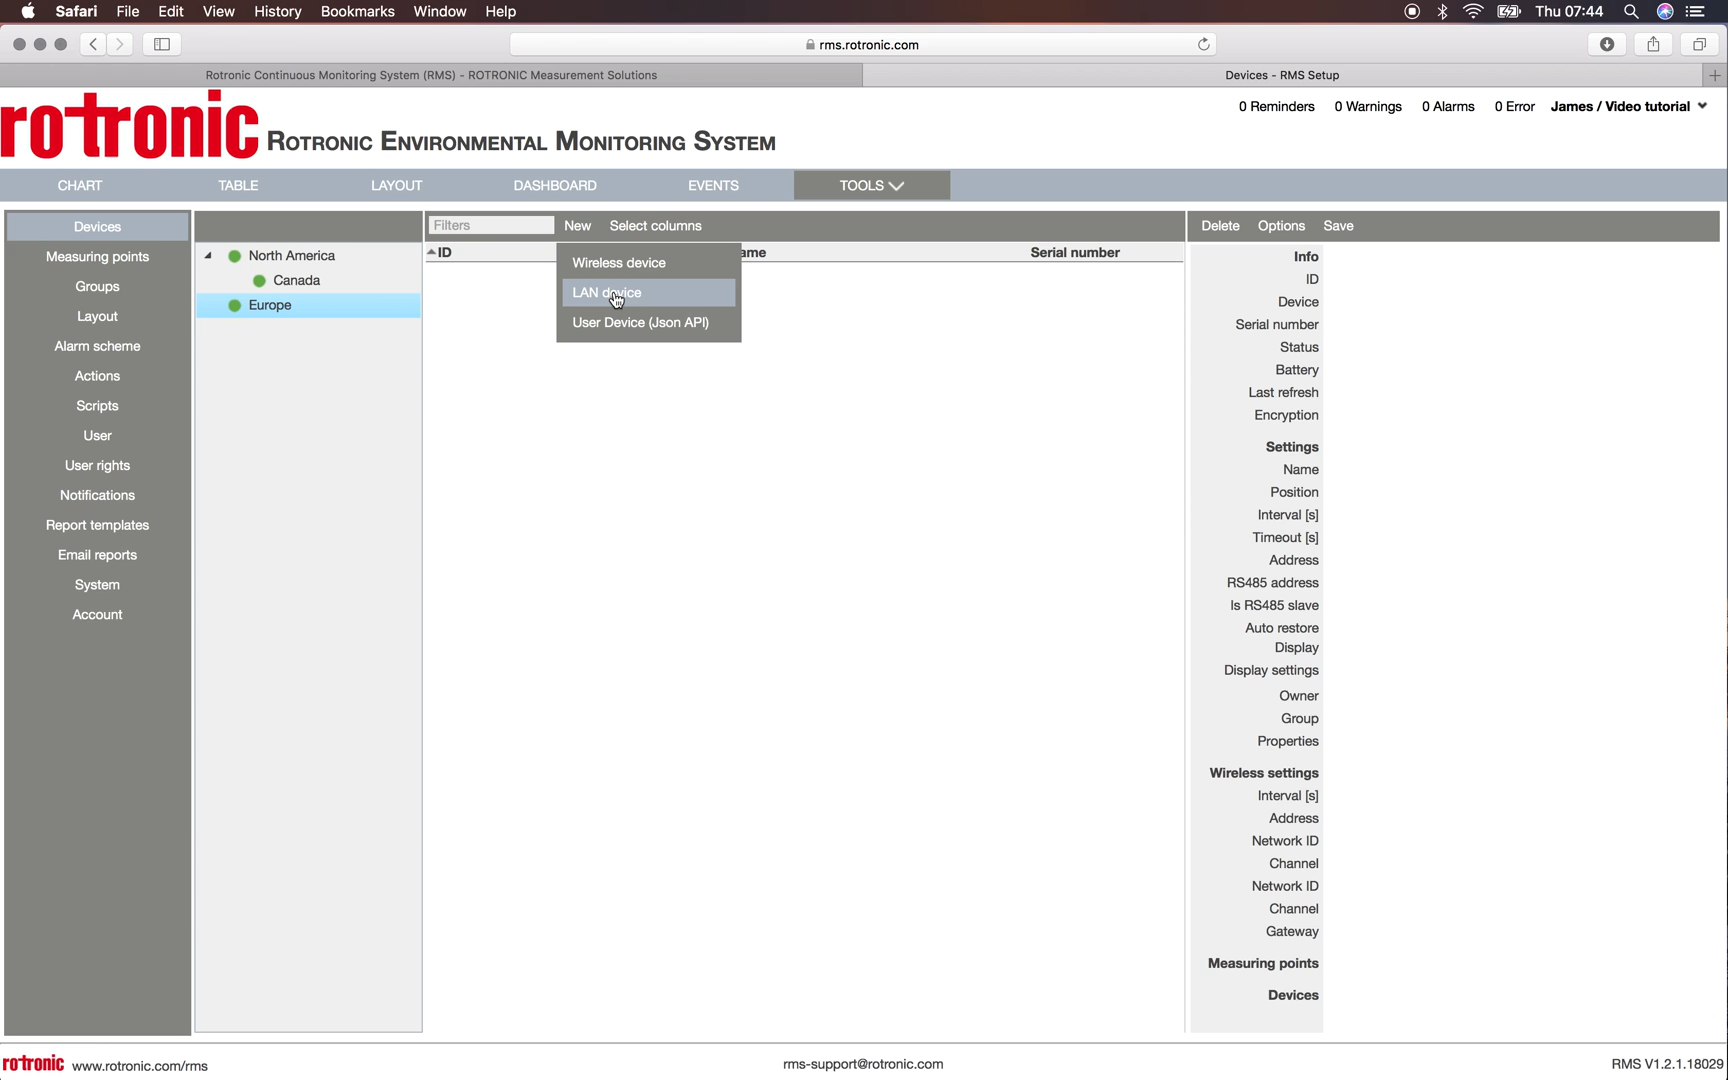 Safari File Edit View History Bookmarks Window Help Thu 07:44
rms.rotronic.com
Rotronic Continuous Monitoring System (RMS) - ROTRONIC Measurement Solutions
Devices - RMS Setup
rotronic
ROTRONIC ENVIRONMENTAL MONITORING SYSTEM
0 Reminders 0 Warnings 0 Alarms 0 Error James / Video tutorial
CHART TABLE LAYOUT DASHBOARD EVENTS TOOLS
Devices
Measuring points
Groups
Layout
Alarm scheme
Actions
Scripts
User
User rights
Notifications
Report templates
Email reports
System
Account
North America
Canada
Europe
Filters New Select columns
ID ame Serial number
Wireless device
LAN device
User Device (Json API)
Delete Options Save
Info
ID
Device
Serial number
Status
Battery
Last refresh
Encryption
Settings
Name
Position
Interval [s]
Timeout [s]
Address
RS485 address
Is RS485 slave
Auto restore
Display
Display settings
Owner
Group
Properties
Wireless settings
Interval [s]
Address
Network ID
Channel
Network ID
Channel
Gateway
Measuring points
Devices
rotronic www.rotronic.com/rms
rms-support@rotronic.com
RMS V1.2.1.18029